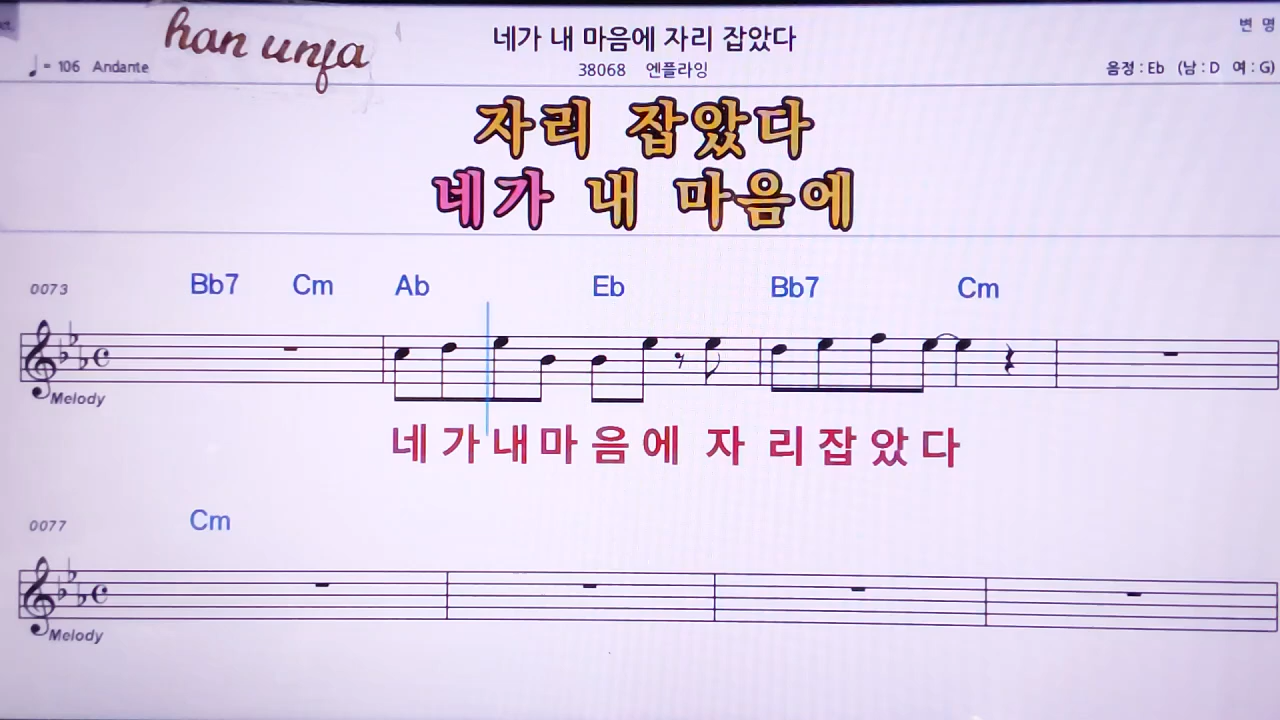 han unfa
네가 내 마음에 자리 잡았다
변 명
♩= 106 Andante
38068 엔플라잉
음정 : Eb (남 : D 여 : G)
자리 잡았다
네가 내 마음에
0073 Bb7 Cm Ab Eb Bb7 Cm
Melody
네 가 내 마 음 에 자 리 잡 았 다
0077 Cm
Melody